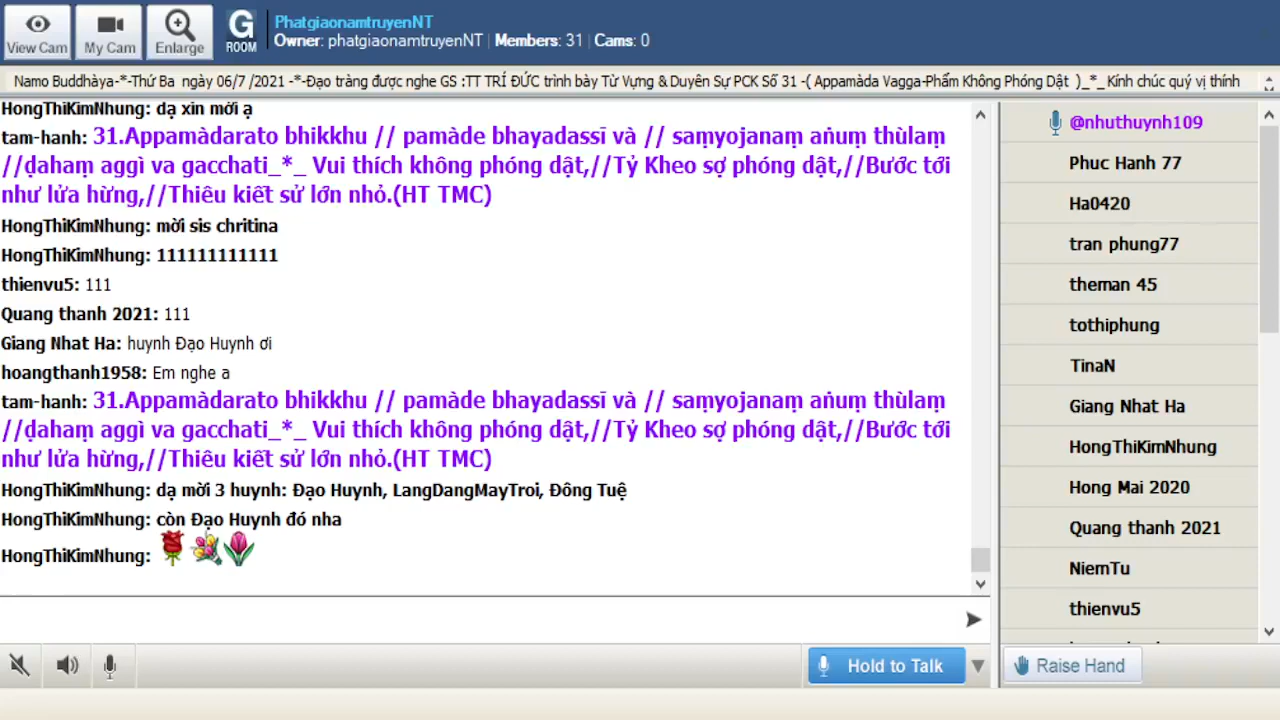 View Cam
My Cam
Enlarge
G
ROOM
PhatgiaonamtruyenNT
Owner: phatgiaonamtruyenNT | Members: 31 | Cams: 0
Namo Buddhàya-*-Thứ Ba ngày 06/7 /2021 -*-Đạo tràng được nghe GS :TT TRÍ ĐỨC trình bày Từ Vựng & Duyên Sự PCK Số 31 -( Appamàda Vagga-Phẩm Không Phóng Dật )_*_ Kính chúc quý vị thính
HongThiKimNhung: dạ xin mới ạ
tam-hanh: 31.Appamàdarato bhikkhu // pamàde bhayadassī và // saṃyojanaṃ aṅuṃ thùlaṃ
//ḍahaṃ aggì va gacchati_*_ Vui thích không phóng dật,//Tỷ Kheo sợ phóng dật,//Bước tới
như lửa hừng,//Thiêu kiết sử lớn nhỏ.(HT TMC)
HongThiKimNhung: mời sis chritina
HongThiKimNhung: 111111111111
thienvu5: 111
Quang thanh 2021: 111
Giang Nhat Ha: huynh Đạo Huynh ơi
hoangthanh1958: Em nghe a
tam-hanh: 31.Appamàdarato bhikkhu // pamàde bhayadassī và // saṃyojanaṃ aṅuṃ thùlaṃ
//ḍahaṃ aggì va gacchati_*_ Vui thích không phóng dật,//Tỷ Kheo sợ phóng dật,//Bước tới
như lửa hừng,//Thiêu kiết sử lớn nhỏ.(HT TMC)
HongThiKimNhung: dạ mời 3 huynh: Đạo Huynh, LangDangMayTroi, Đông Tuệ
HongThiKimNhung: còn Đạo Huynh đó nha
HongThiKimNhung:
@nhuthuynh109
Phuc Hanh 77
Ha0420
tran phung77
theman 45
tothiphung
TinaN
Giang Nhat Ha
HongThiKimNhung
Hong Mai 2020
Quang thanh 2021
NiemTu
thienvu5
Hold to Talk
Raise Hand